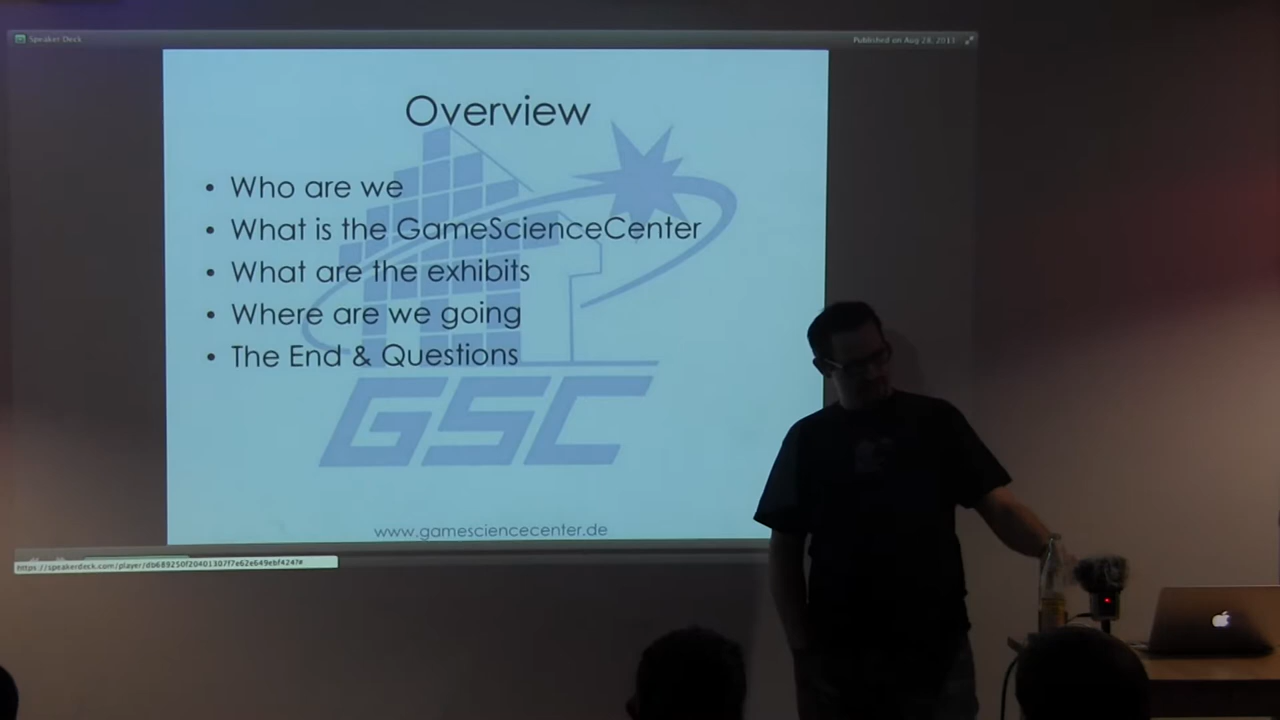 Speaker Deck
Published on Aug 28, 2013
Overview
• Who are we
• What is the GameScienceCenter
• What are the exhibits
• Where are we going
• The End & Questions
GSC
www.gamesciencecenter.de